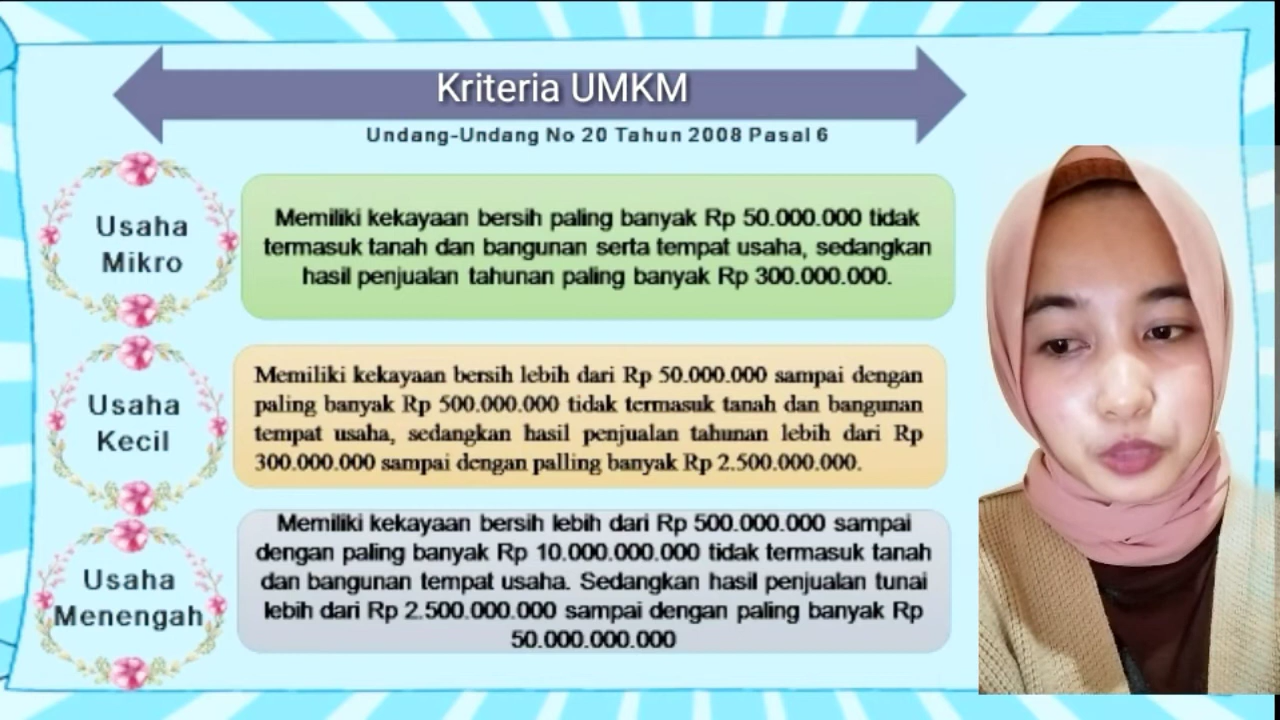 Kriteria UMKM
Undang-Undang No 20 Tahun 2008 Pasal 6
Usaha
Mikro
Memiliki kekayaan bersih paling banyak Rp 50.000.000 tidak
termasuk tanah dan bangunan serta tempat usaha, sedangkan
hasil penjualan tahunan paling banyak Rp 300.000.000.
Usaha
Kecil
Memiliki kekayaan bersih lebih dari Rp 50.000.000 sampai dengan
paling banyak Rp 500.000.000 tidak termasuk tanah dan bangunan
tempat usaha, sedangkan hasil penjualan tahunan lebih dari Rp
300.000.000 sampai dengan palling banyak Rp 2.500.000.000.
Usaha
Menengah
Memiliki kekayaan bersih lebih dari Rp 500.000.000 sampai
dengan paling banyak Rp 10.000.000.000 tidak termasuk tanah
dan bangunan tempat usaha. Sedangkan hasil penjualan tunai
lebih dari Rp 2.500.000.000 sampai dengan paling banyak Rp
50.000.000.000